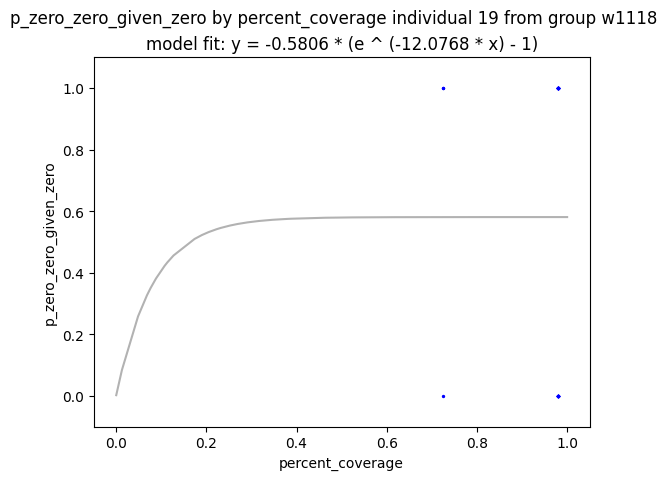 p_zero_zero_given_zero by percent_coverage individual 19 from group w1118
model fit: y = -0.5806 * (e ^ (-12.0768 * x) - 1)
1.0
0.8
0.6
0.4
0.2
0.0
p_zero_zero_given_zero
0.0 0.2 0.4 0.6 0.8 1.0
percent_coverage